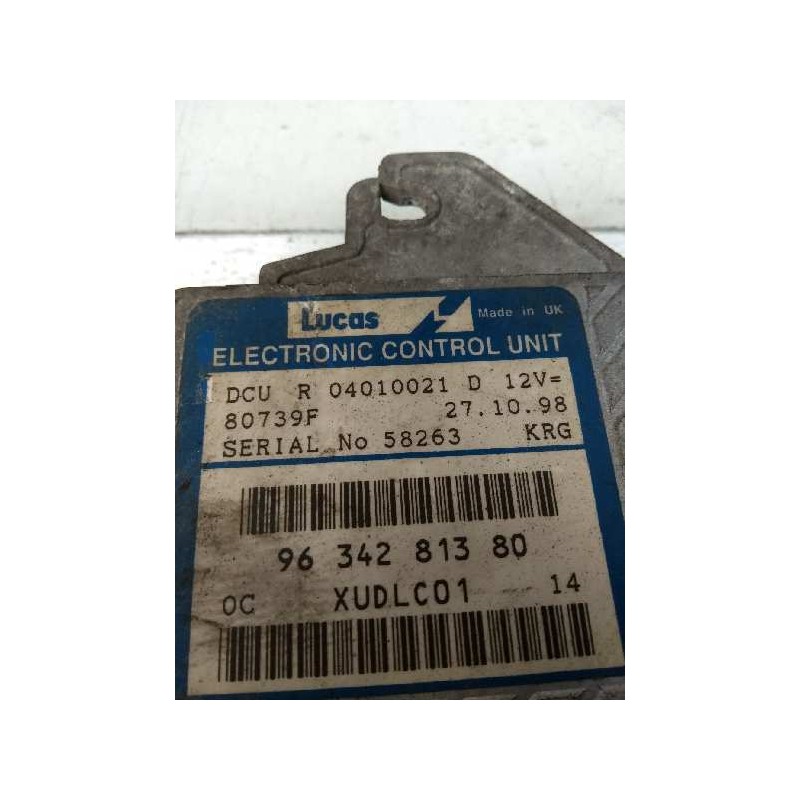 Lucas
Made in UK
ELECTRONIC CONTROL UNIT
DCU R 04010021 D 12V=
80739F 27.10.98
SERIAL No 58263 KRG
96 342 813 80
OC XUDLC01 14